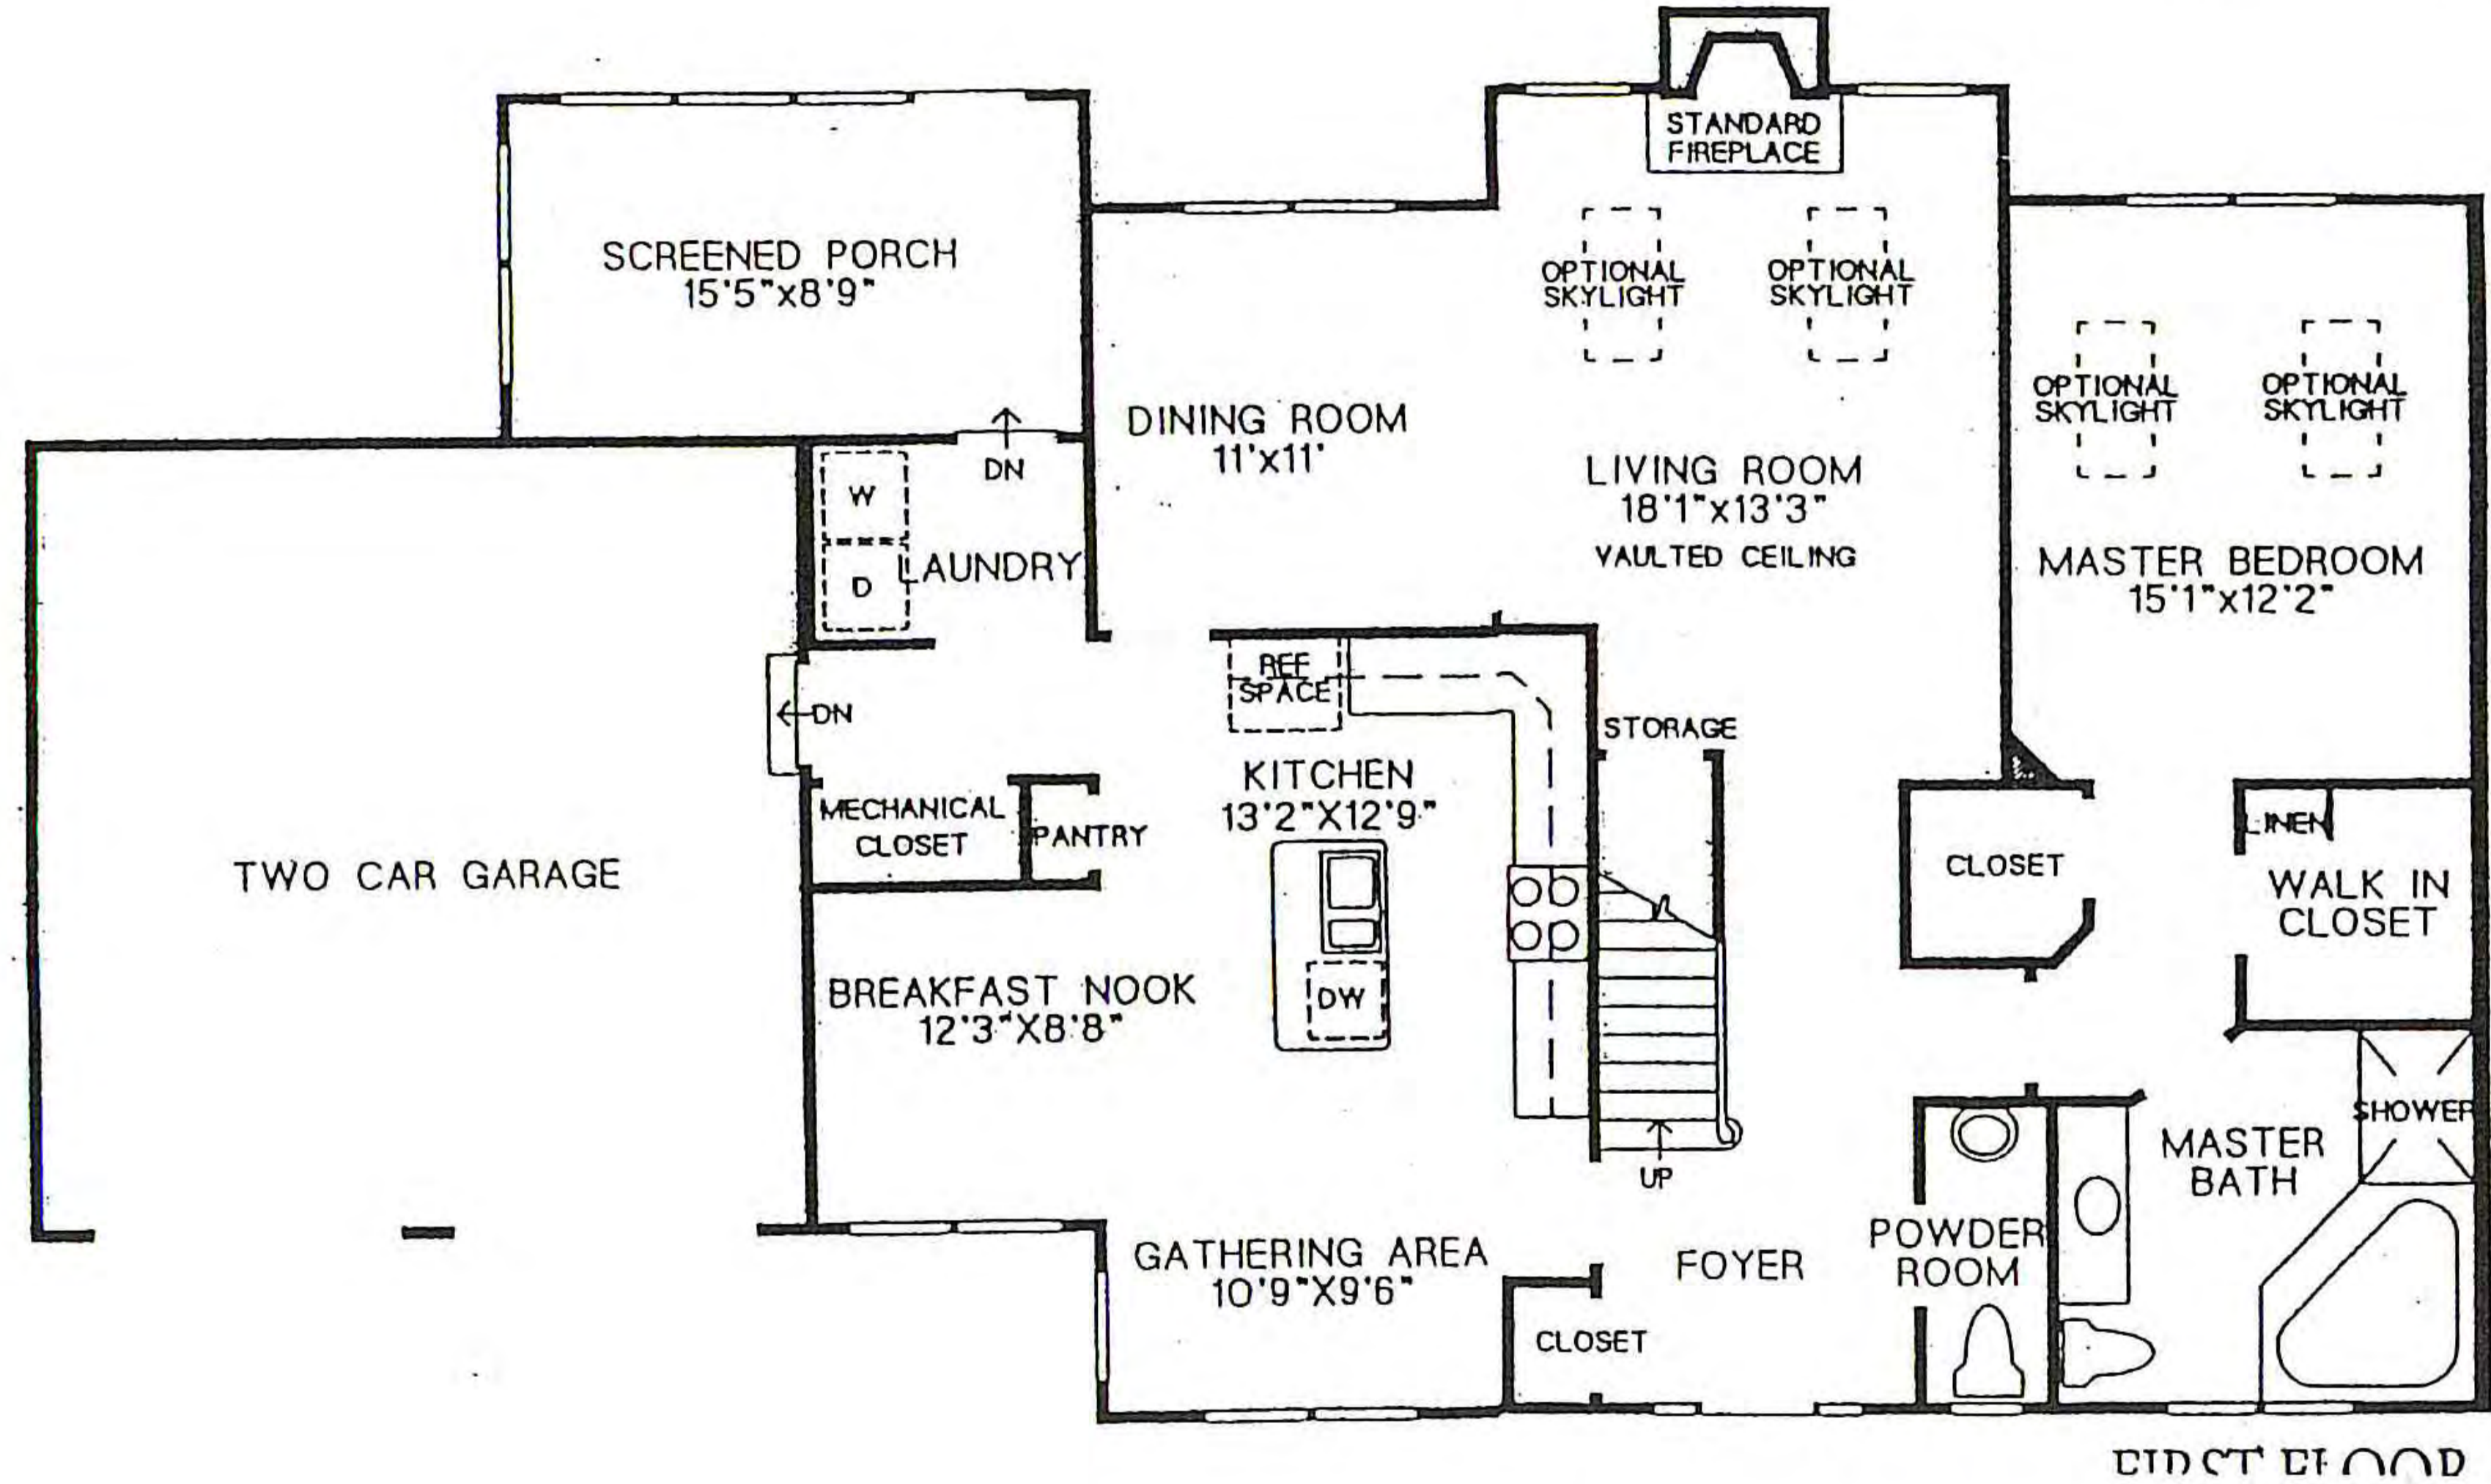 STANDARD
FIREPLACE
SCREENED PORCH
15'5"x8'9"
OPTIONAL
SKYLIGHT
OPTIONAL
SKYLIGHT
OPTIONAL
SKYLIGHT
OPTIONAL
SKYLIGHT
DINING ROOM
11'x11'
DN
W
D
LAUNDRY
LIVING ROOM
18'1"x13'3"
VAULTED CEILING
MASTER BEDROOM
15'1"x12'2"
REF
SPACE
DN
STORAGE
KITCHEN
13'2"X12'9"
MECHANICAL
CLOSET
PANTRY
TWO CAR GARAGE
CLOSET
LINEN
WALK IN
CLOSET
BREAKFAST NOOK
12'3"X8'8"
DW
SHOWER
MASTER
BATH
UP
GATHERING AREA
10'9"X9'6"
FOYER
POWDER
ROOM
CLOSET
FIRST FLOOR